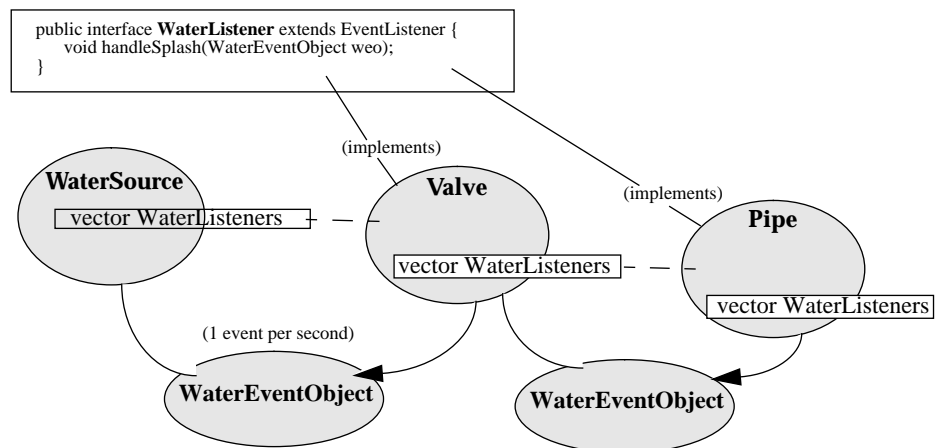 public interface WaterListener extends EventListener {
void handleSplash(WaterEventObject weo);
}
(implements)
WaterSource
Valve
(implements)
vector WaterListeners
Pipe
vector WaterListeners
vector WaterListeners
(1 event per second)
WaterEventObject
WaterEventObject